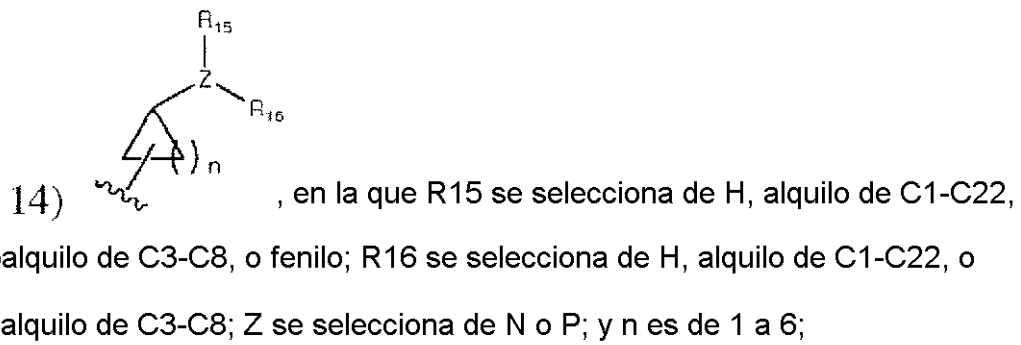 R15
Z
R16
( ) n
14) , en la que R15 se selecciona de H, alquilo de C1-C22,
alquilo de C3-C8, o fenilo; R16 se selecciona de H, alquilo de C1-C22, o
alquilo de C3-C8; Z se selecciona de N o P; y n es de 1 a 6;